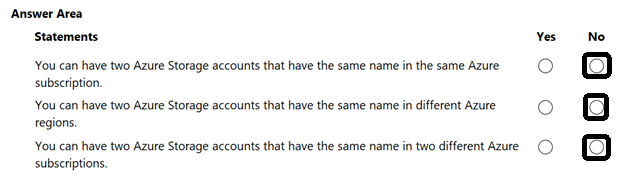 Answer Area
Statements Yes No
You can have two Azure Storage accounts that have the same name in the same Azure
subscription.
You can have two Azure Storage accounts that have the same name in different Azure
regions.
You can have two Azure Storage accounts that have the same name in two different Azure
subscriptions.